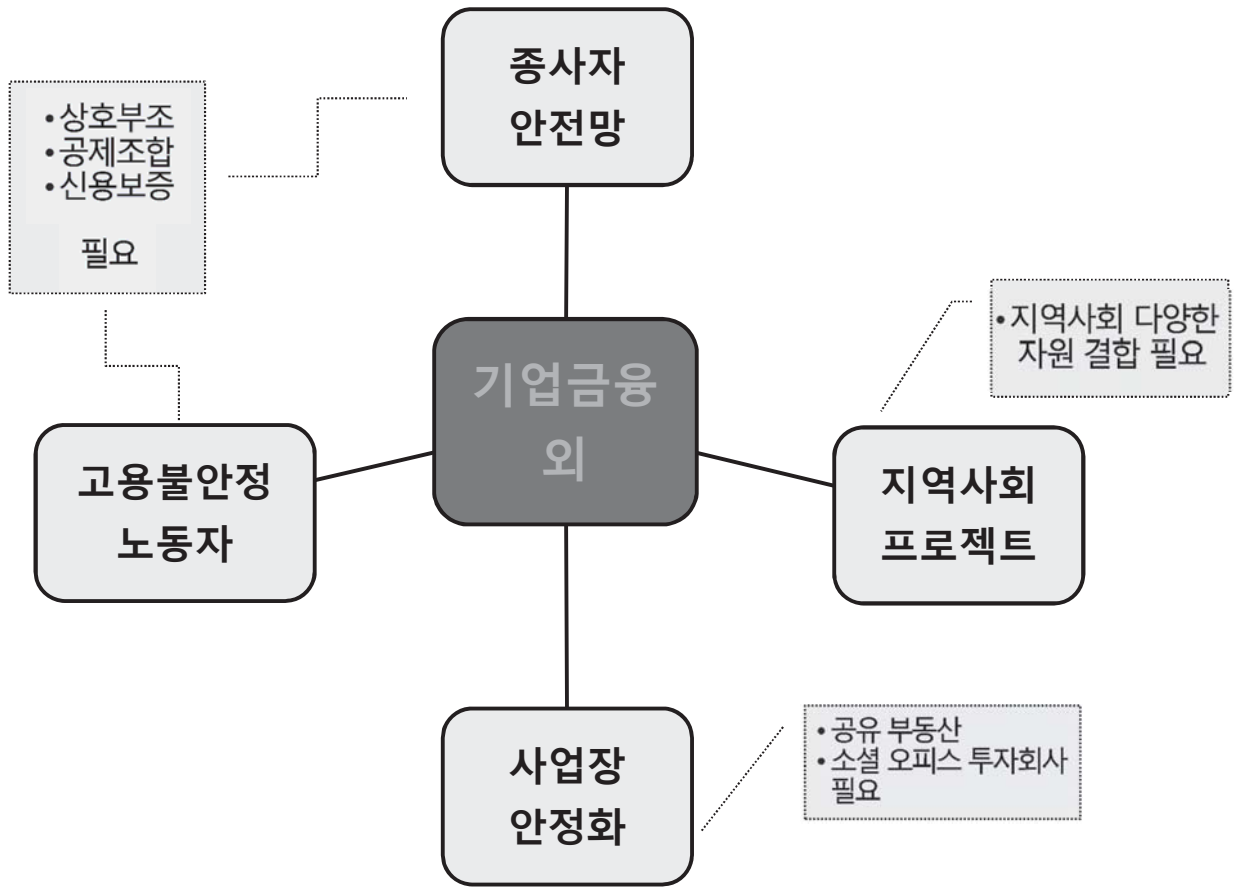 종사자
안전망
• 상호부조
• 공제조합
• 신용보증
필요
기업금융
외
• 지역사회 다양한
자원 결합 필요
고용불안정
노동자
지역사회
프로젝트
사업장
안정화
• 공유 부동산
• 소셜 오피스 투자회사
필요